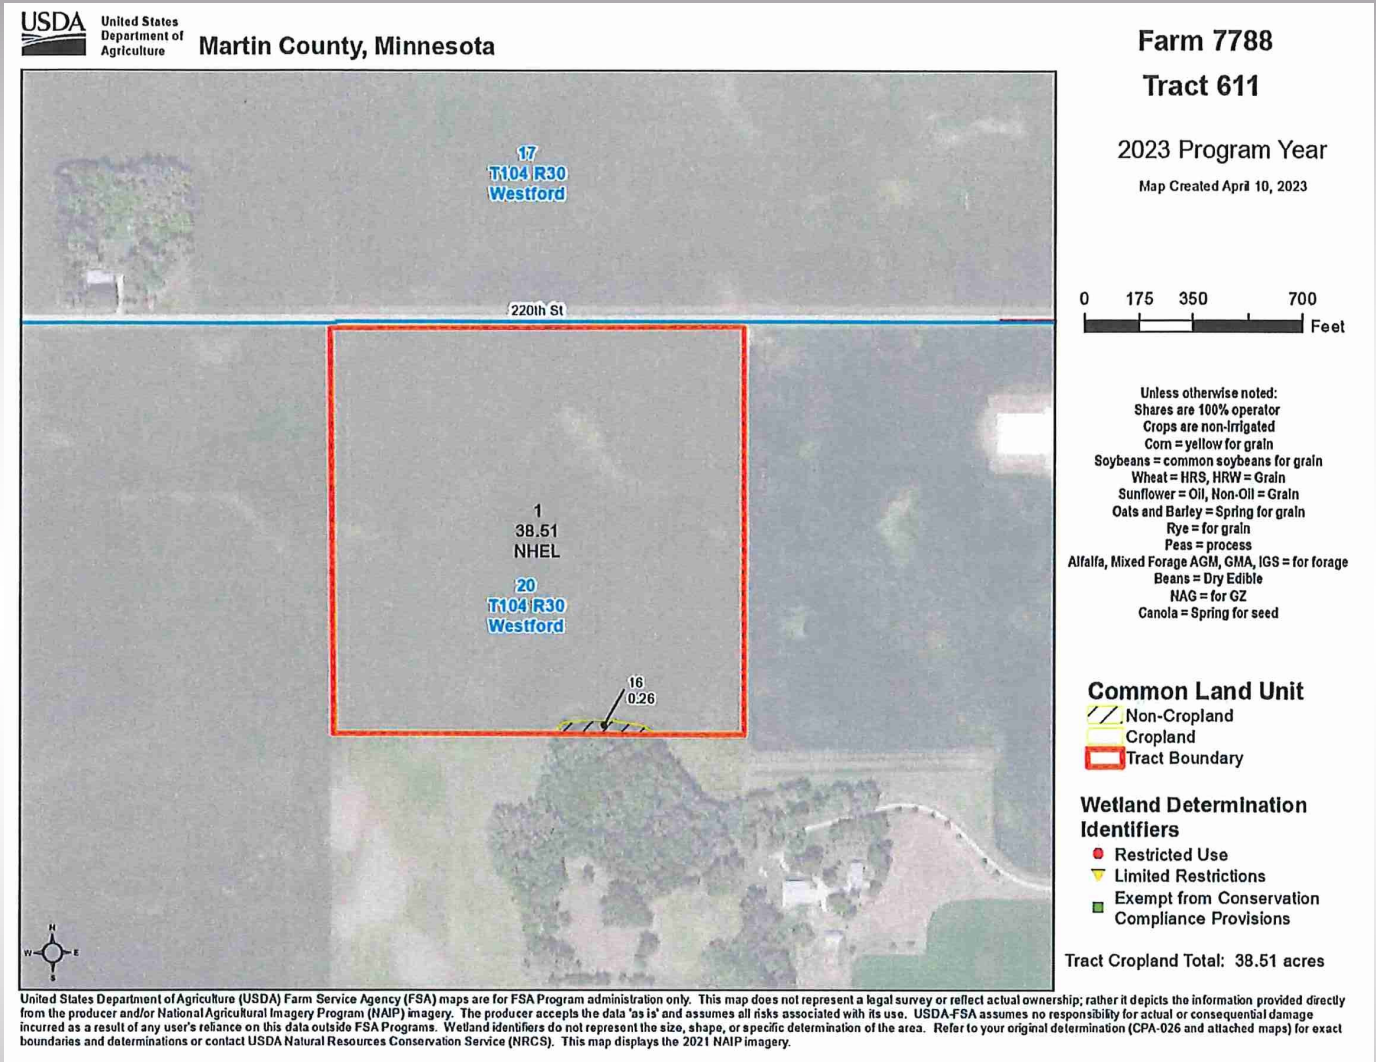 USDA
United States
Department of
Agriculture
Martin County, Minnesota
Farm 7788
Tract 611
2023 Program Year
Map Created April 10, 2023
17
T104 R30
Westford
220th St
1
38.51
NHEL
20
T104 R30
Westford
16
0.26
N
W E
S
0 175 350 700
Feet
Unless otherwise noted:
Shares are 100% operator
Crops are non-irrigated
Corn = yellow for grain
Soybeans = common soybeans for grain
Wheat = HRS, HRW = Grain
Sunflower = Oil, Non-Oil = Grain
Oats and Barley = Spring for grain
Rye = for grain
Peas = process
Alfalfa, Mixed Forage AGM, GMA, IGS = for forage
Beans = Dry Edible
NAG = for GZ
Canola = Spring for seed
Common Land Unit
Non-Cropland
Cropland
Tract Boundary
Wetland Determination
Identifiers
Restricted Use
Limited Restrictions
Exempt from Conservation
Compliance Provisions
Tract Cropland Total: 38.51 acres
United States Department of Agriculture (USDA) Farm Service Agency (FSA) maps are for FSA Program administration only. This map does not represent a legal survey or reflect actual ownership; rather it depicts the information provided directly
from the producer and/or National Agricultural Imagery Program (NAIP) imagery. The producer accepts the data 'as is' and assumes all risks associated with its use. USDA-FSA assumes no responsibility for actual or consequential damage
incurred as a result of any user's reliance on this data outside FSA Programs. Wetland identifiers do not represent the size, shape, or specific determination of the area. Refer to your original determination (CPA-026 and attached maps) for exact
boundaries and determinations or contact USDA Natural Resources Conservation Service (NRCS). This map displays the 2021 NAIP imagery.